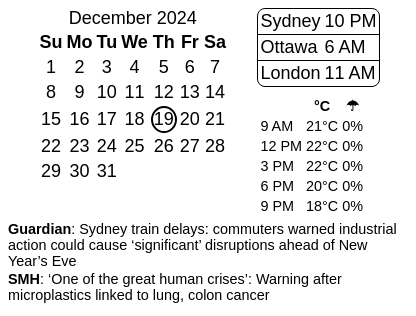 December 2024
Su Mo Tu We Th Fr Sa
1 2 3 4 5 6 7
8 9 10 11 12 13 14
15 16 17 18 19 20 21
22 23 24 25 26 27 28
29 30 31
Sydney 10 PM
Ottawa 6 AM
London 11 AM
°C ☂
9 AM 21°C 0%
12 PM 22°C 0%
3 PM 22°C 0%
6 PM 20°C 0%
9 PM 18°C 0%
Guardian: Sydney train delays: commuters warned industrial
action could cause ‘significant’ disruptions ahead of New
Year’s Eve
SMH: ‘One of the great human crises’: Warning after
microplastics linked to lung, colon cancer